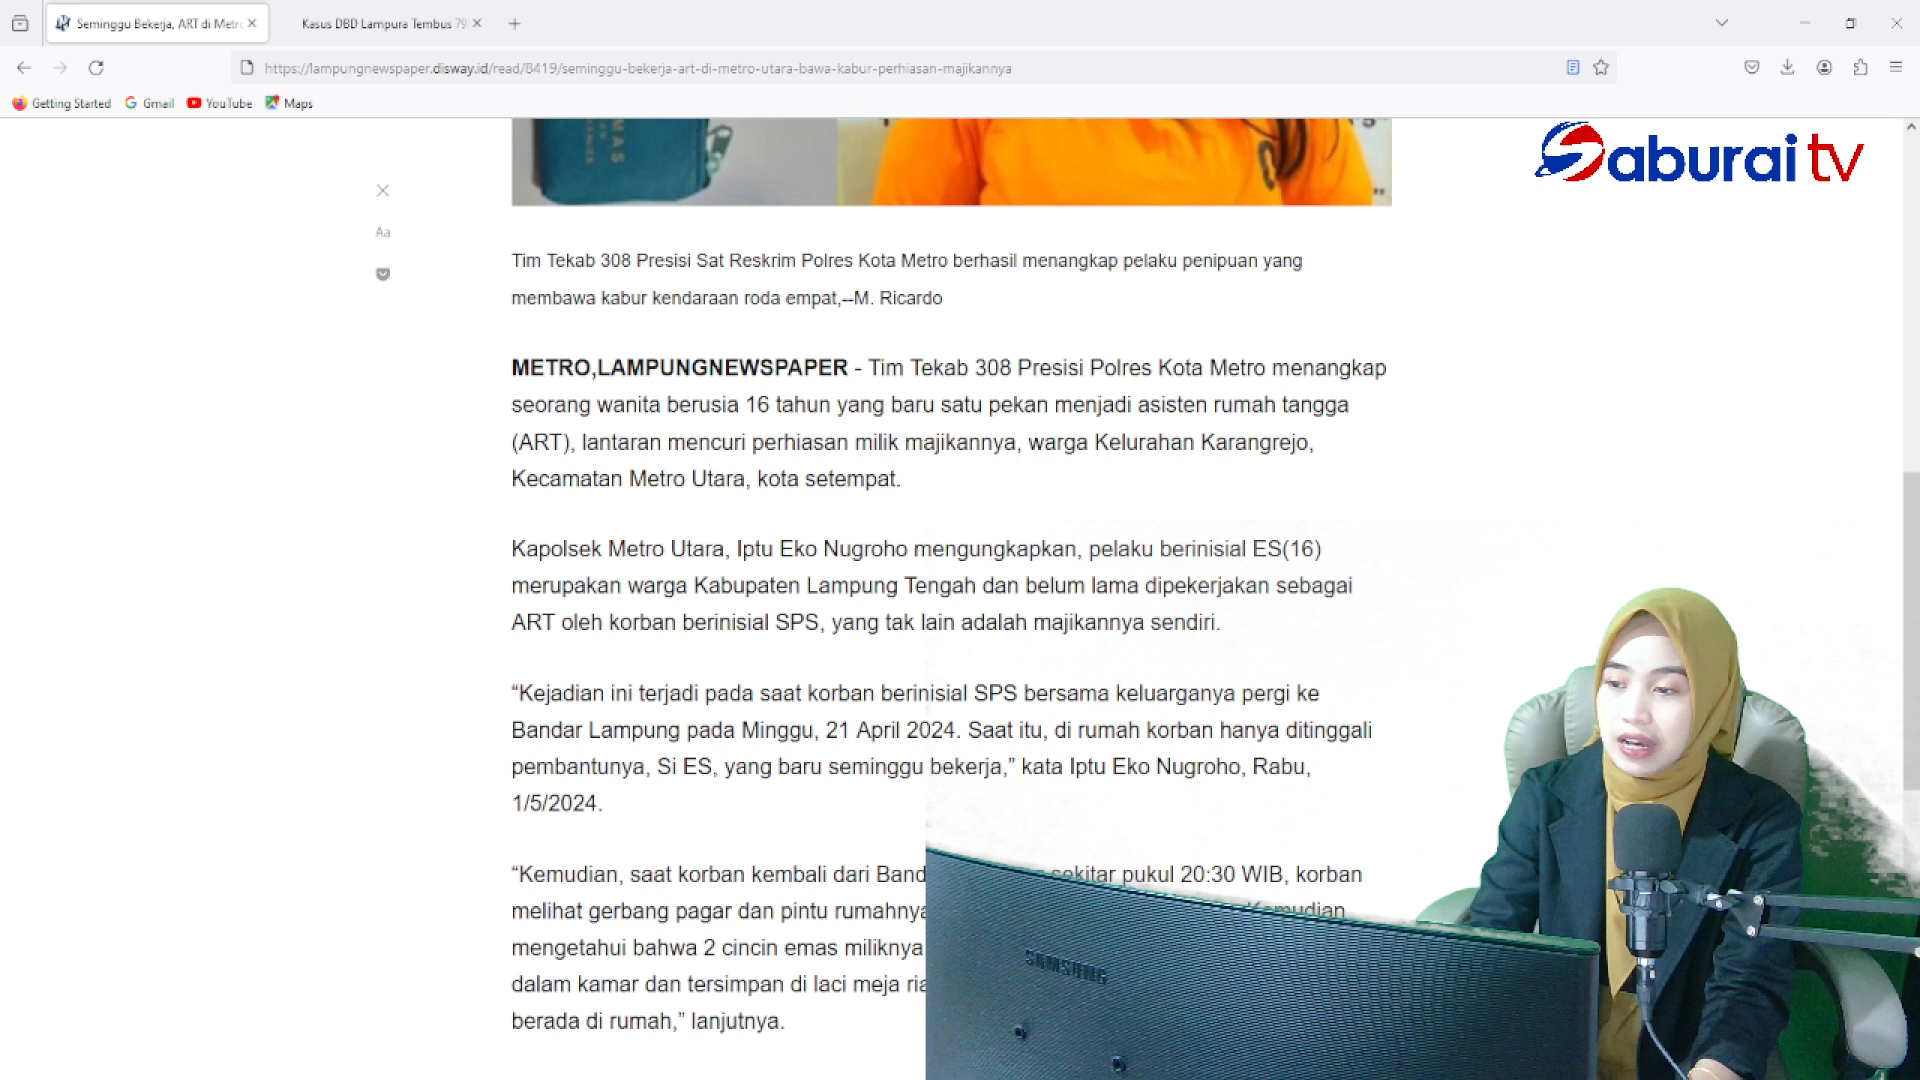 Seminggu Bekerja, ART di Metr
Kasus DBD Lampura Tembus 79
https://lampungnewspaper.disway.id/read/8419/seminggu-bekerja-art-di-metro-utara-bawa-kabur-perhiasan-majikannya
Getting Started
Gmail
YouTube
Maps
Saburai tv
MAS
Aa
Tim Tekab 308 Presisi Sat Reskrim Polres Kota Metro berhasil menangkap pelaku penipuan yang
membawa kabur kendaraan roda empat,--M. Ricardo
METRO,LAMPUNGNEWSPAPER - Tim Tekab 308 Presisi Polres Kota Metro menangkap
seorang wanita berusia 16 tahun yang baru satu pekan menjadi asisten rumah tangga
(ART), lantaran mencuri perhiasan milik majikannya, warga Kelurahan Karangrejo,
Kecamatan Metro Utara, kota setempat.
Kapolsek Metro Utara, Iptu Eko Nugroho mengungkapkan, pelaku berinisial ES(16)
merupakan warga Kabupaten Lampung Tengah dan belum lama dipekerjakan sebagai
ART oleh korban berinisial SPS, yang tak lain adalah majikannya sendiri.
“Kejadian ini terjadi pada saat korban berinisial SPS bersama keluarganya pergi ke
Bandar Lampung pada Minggu, 21 April 2024. Saat itu, di rumah korban hanya ditinggali
pembantunya, Si ES, yang baru seminggu bekerja,” kata Iptu Eko Nugroho, Rabu,
1/5/2024.
“Kemudian, saat korban kembali dari Band sekitar pukul 20:30 WIB, korban
melihat gerbang pagar dan pintu rumahnya Kemudian
mengetahui bahwa 2 cincin emas miliknya
dalam kamar dan tersimpan di laci meja ria
berada di rumah,” lanjutnya.
SAMSUNG